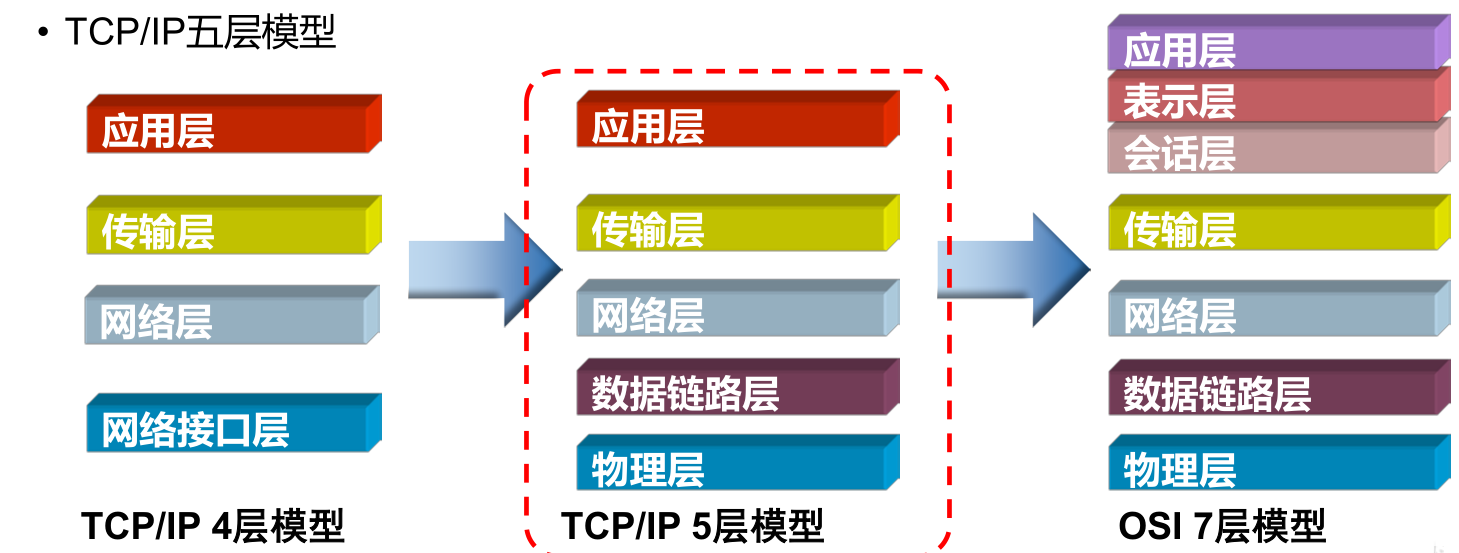 • TCP/IP五层模型
应用层
传输层
网络层
网络接口层
TCP/IP 4层模型
应用层
传输层
网络层
数据链路层
物理层
TCP/IP 5层模型
应用层
表示层
会话层
传输层
网络层
数据链路层
物理层
OSI 7层模型